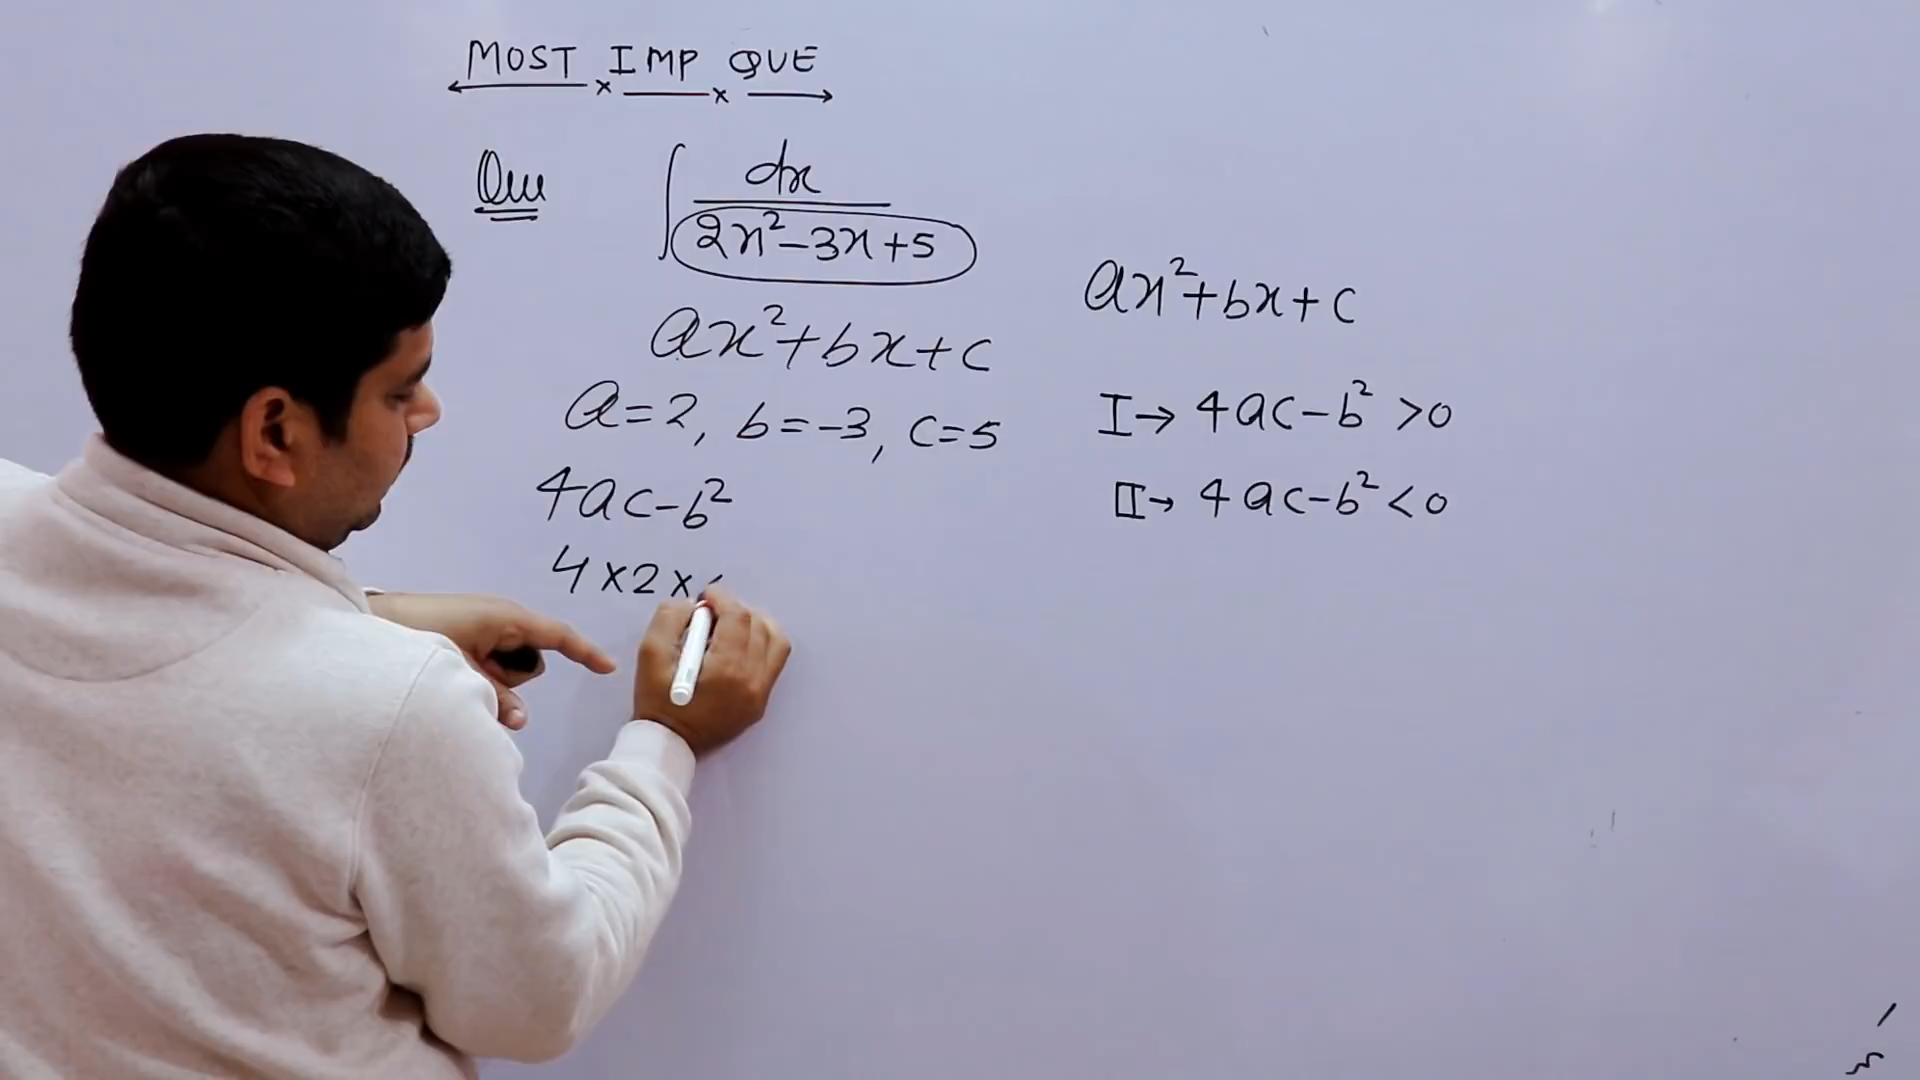 MOST IMP QUE
Que ∫ dx
2x²-3x+5
ax²+bx+c
a=2, b=-3, c=5
4ac-b²
4×2×
ax²+bx+c
I→ 4ac-b² >0
II→ 4ac-b² <0